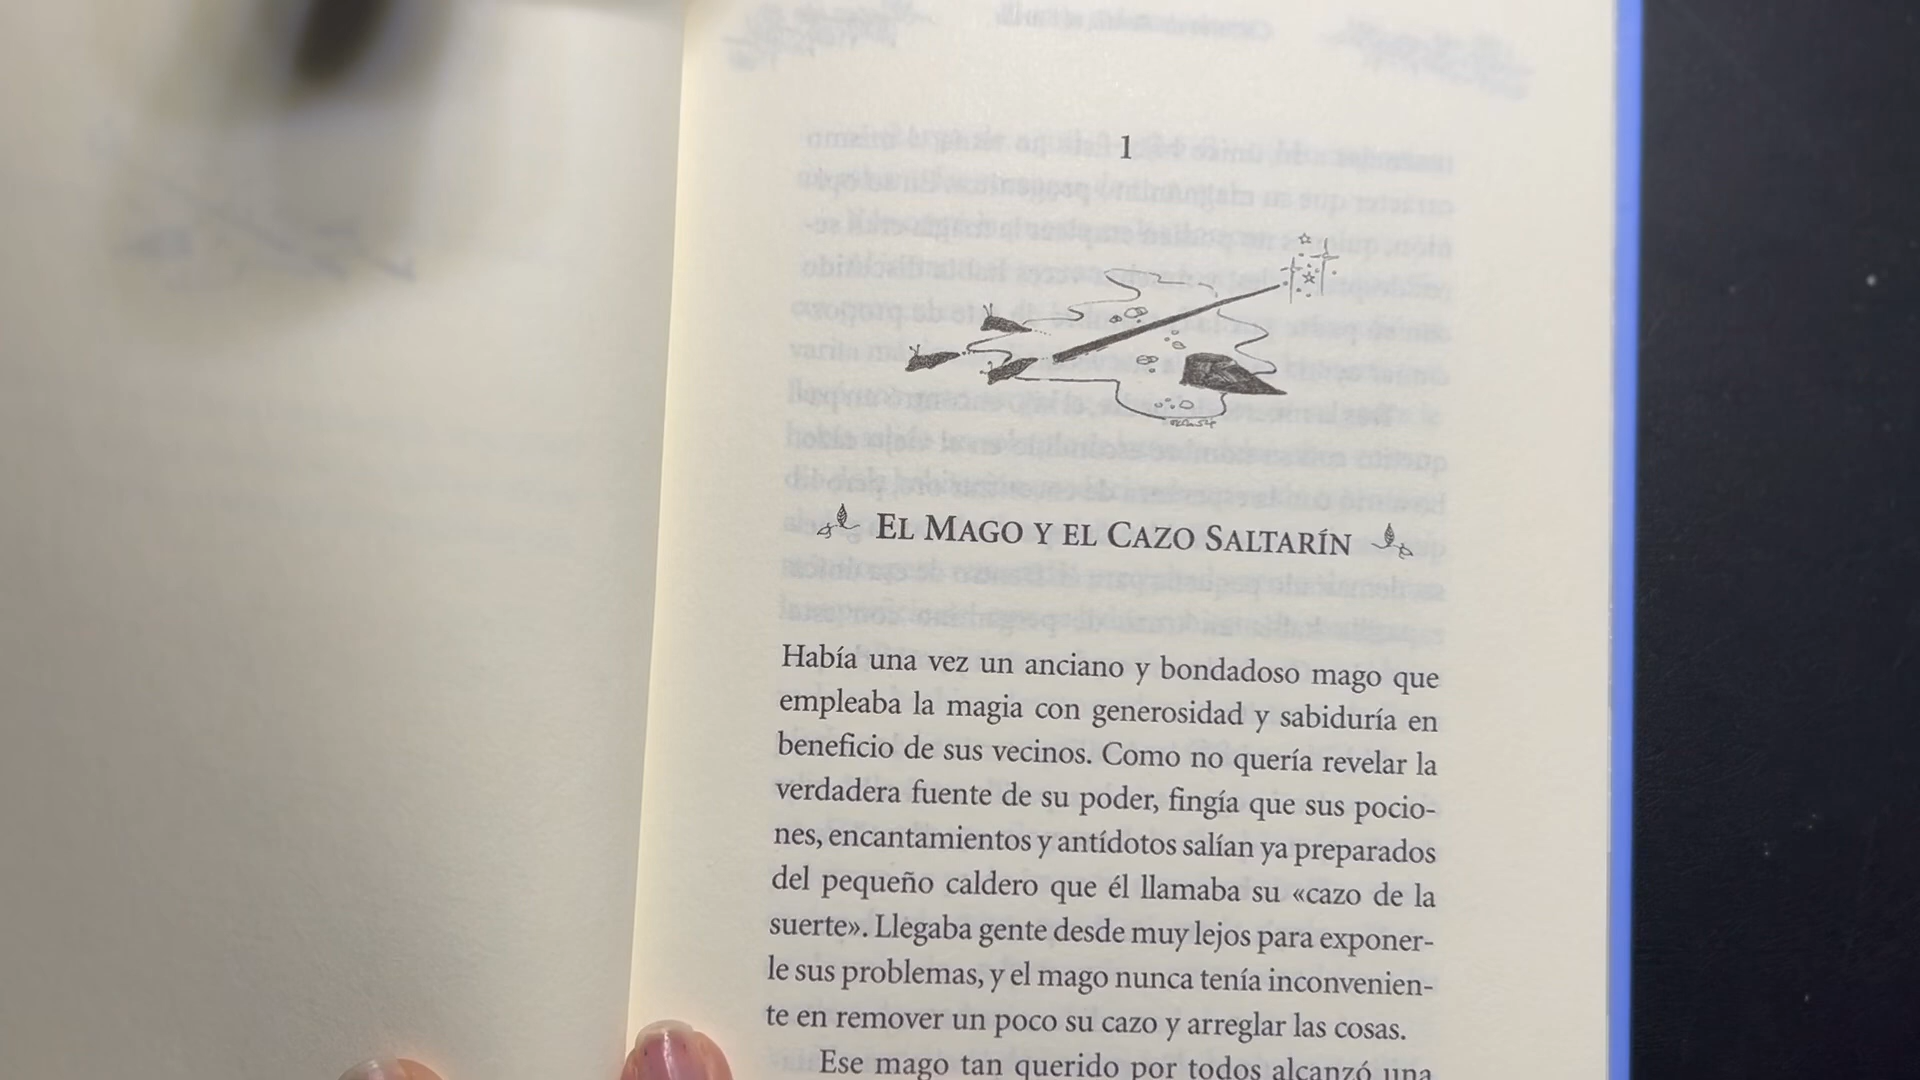 1
EL MAGO Y EL CAZO SALTARÍN
Había una vez un anciano y bondadoso mago que
empleaba la magia con generosidad y sabiduría en
beneficio de sus vecinos. Como no quería revelar la
verdadera fuente de su poder, fingía que sus pocio-
nes, encantamientos y antídotos salían ya preparados
del pequeño caldero que él llamaba su «cazo de la
suerte». Llegaba gente desde muy lejos para exponer-
le sus problemas, y el mago nunca tenía inconvenien-
te en remover un poco su cazo y arreglar las cosas.
Ese mago tan querido por todos alcanzó una